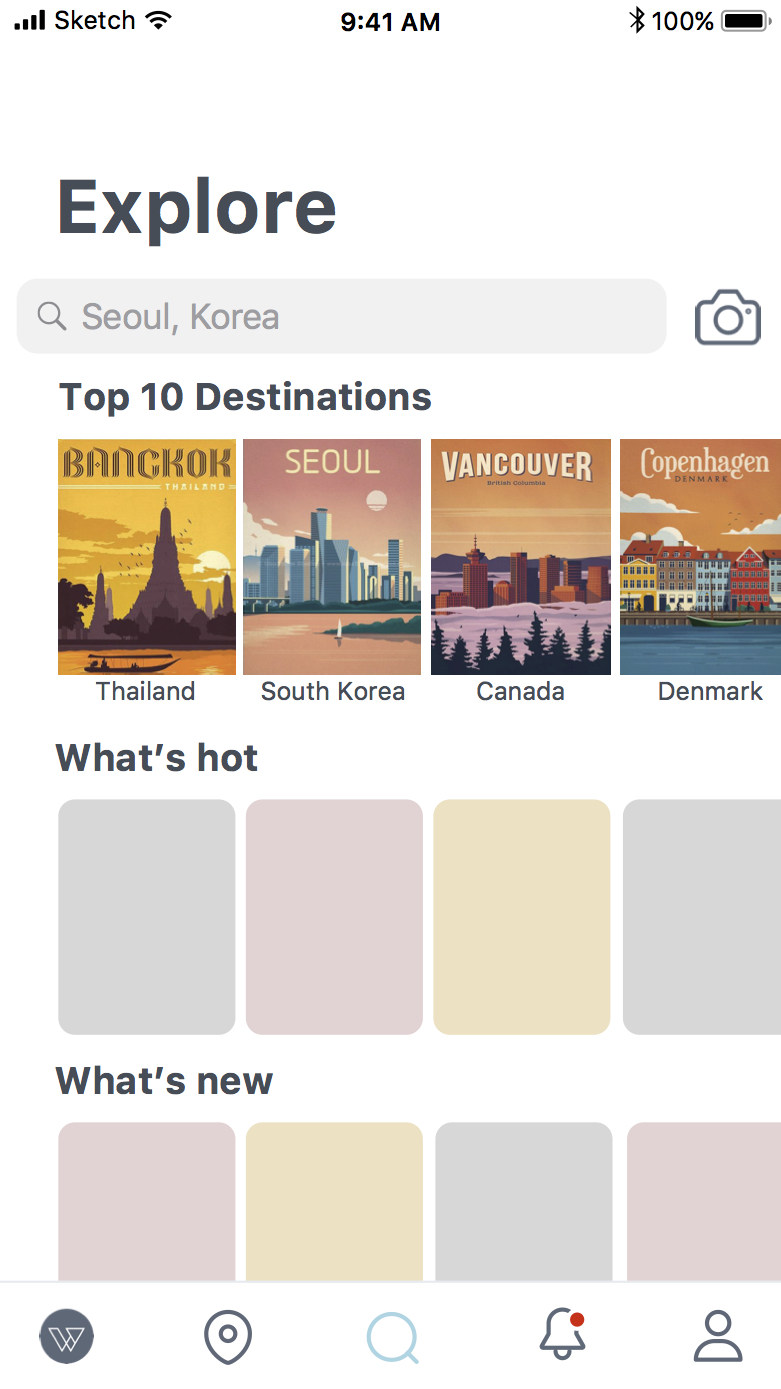 Sketch 9:41 AM 100%
Explore
Seoul, Korea
Top 10 Destinations
BANGKOK SEOUL VANCOUVER Copenhagen
THAILAND British Columbia DENMARK
Thailand South Korea Canada Denmark
What’s hot
What’s new
W